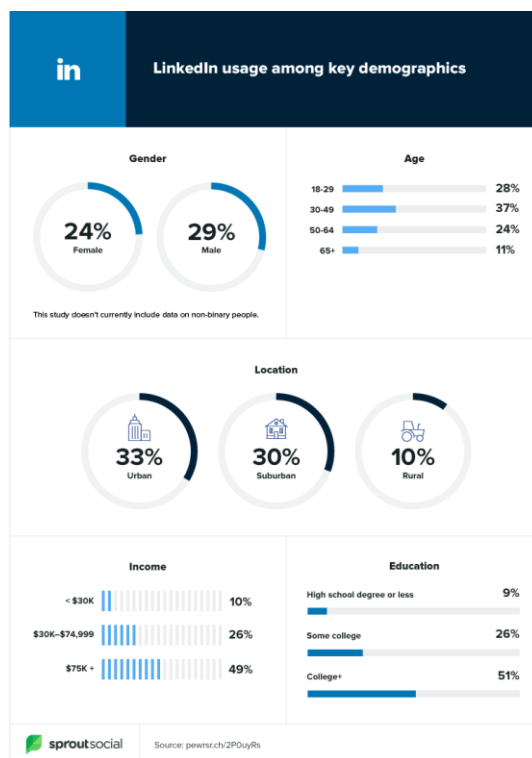 in
LinkedIn usage among key demographics
Gender
24%
Female
29%
Male
This study doesn't currently include data on non-binary people.
Age
18-29 28%
30-49 37%
50-64 24%
65+ 11%
Location
33%
Urban
30%
Suburban
10%
Rural
Income
< $30K 10%
$30K–$74,999 26%
$75K + 49%
Education
High school degree or less 9%
Some college 26%
College+ 51%
sproutsocial
Source: pewrsr.ch/2P0uyRs